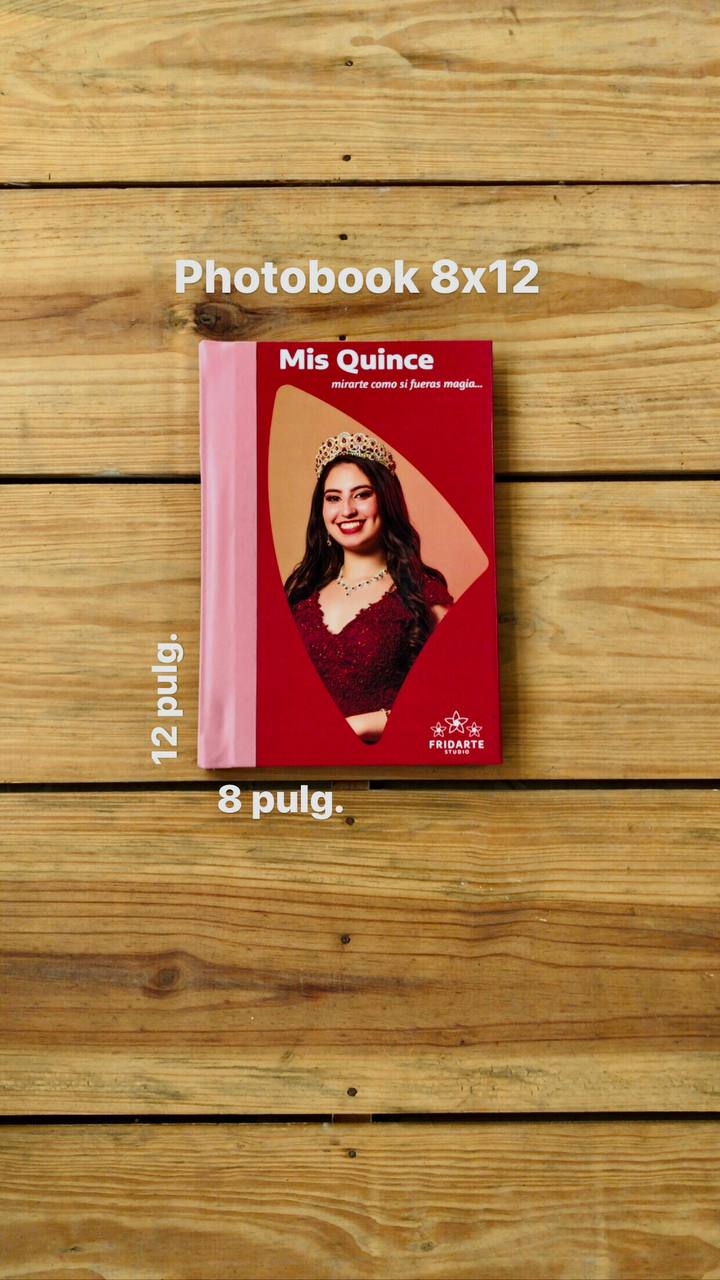 Photobook 8x12
Mis Quince
mirarte como si fueras magia...
12 pulg.
FRIDARTE
STUDIO
8 pulg.